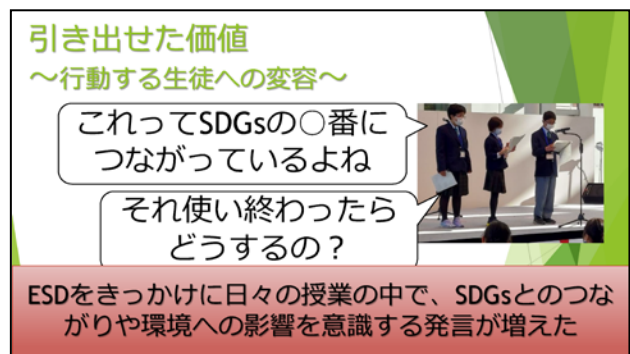 引き出せた価値
～行動する生徒への変容～
これってSDGsの○番に
つながっているよね
それ使い終わったら
どうするの？
ESDをきっかけに日々の授業の中で、SDGsとのつな
がりや環境への影響を意識する発言が増えた